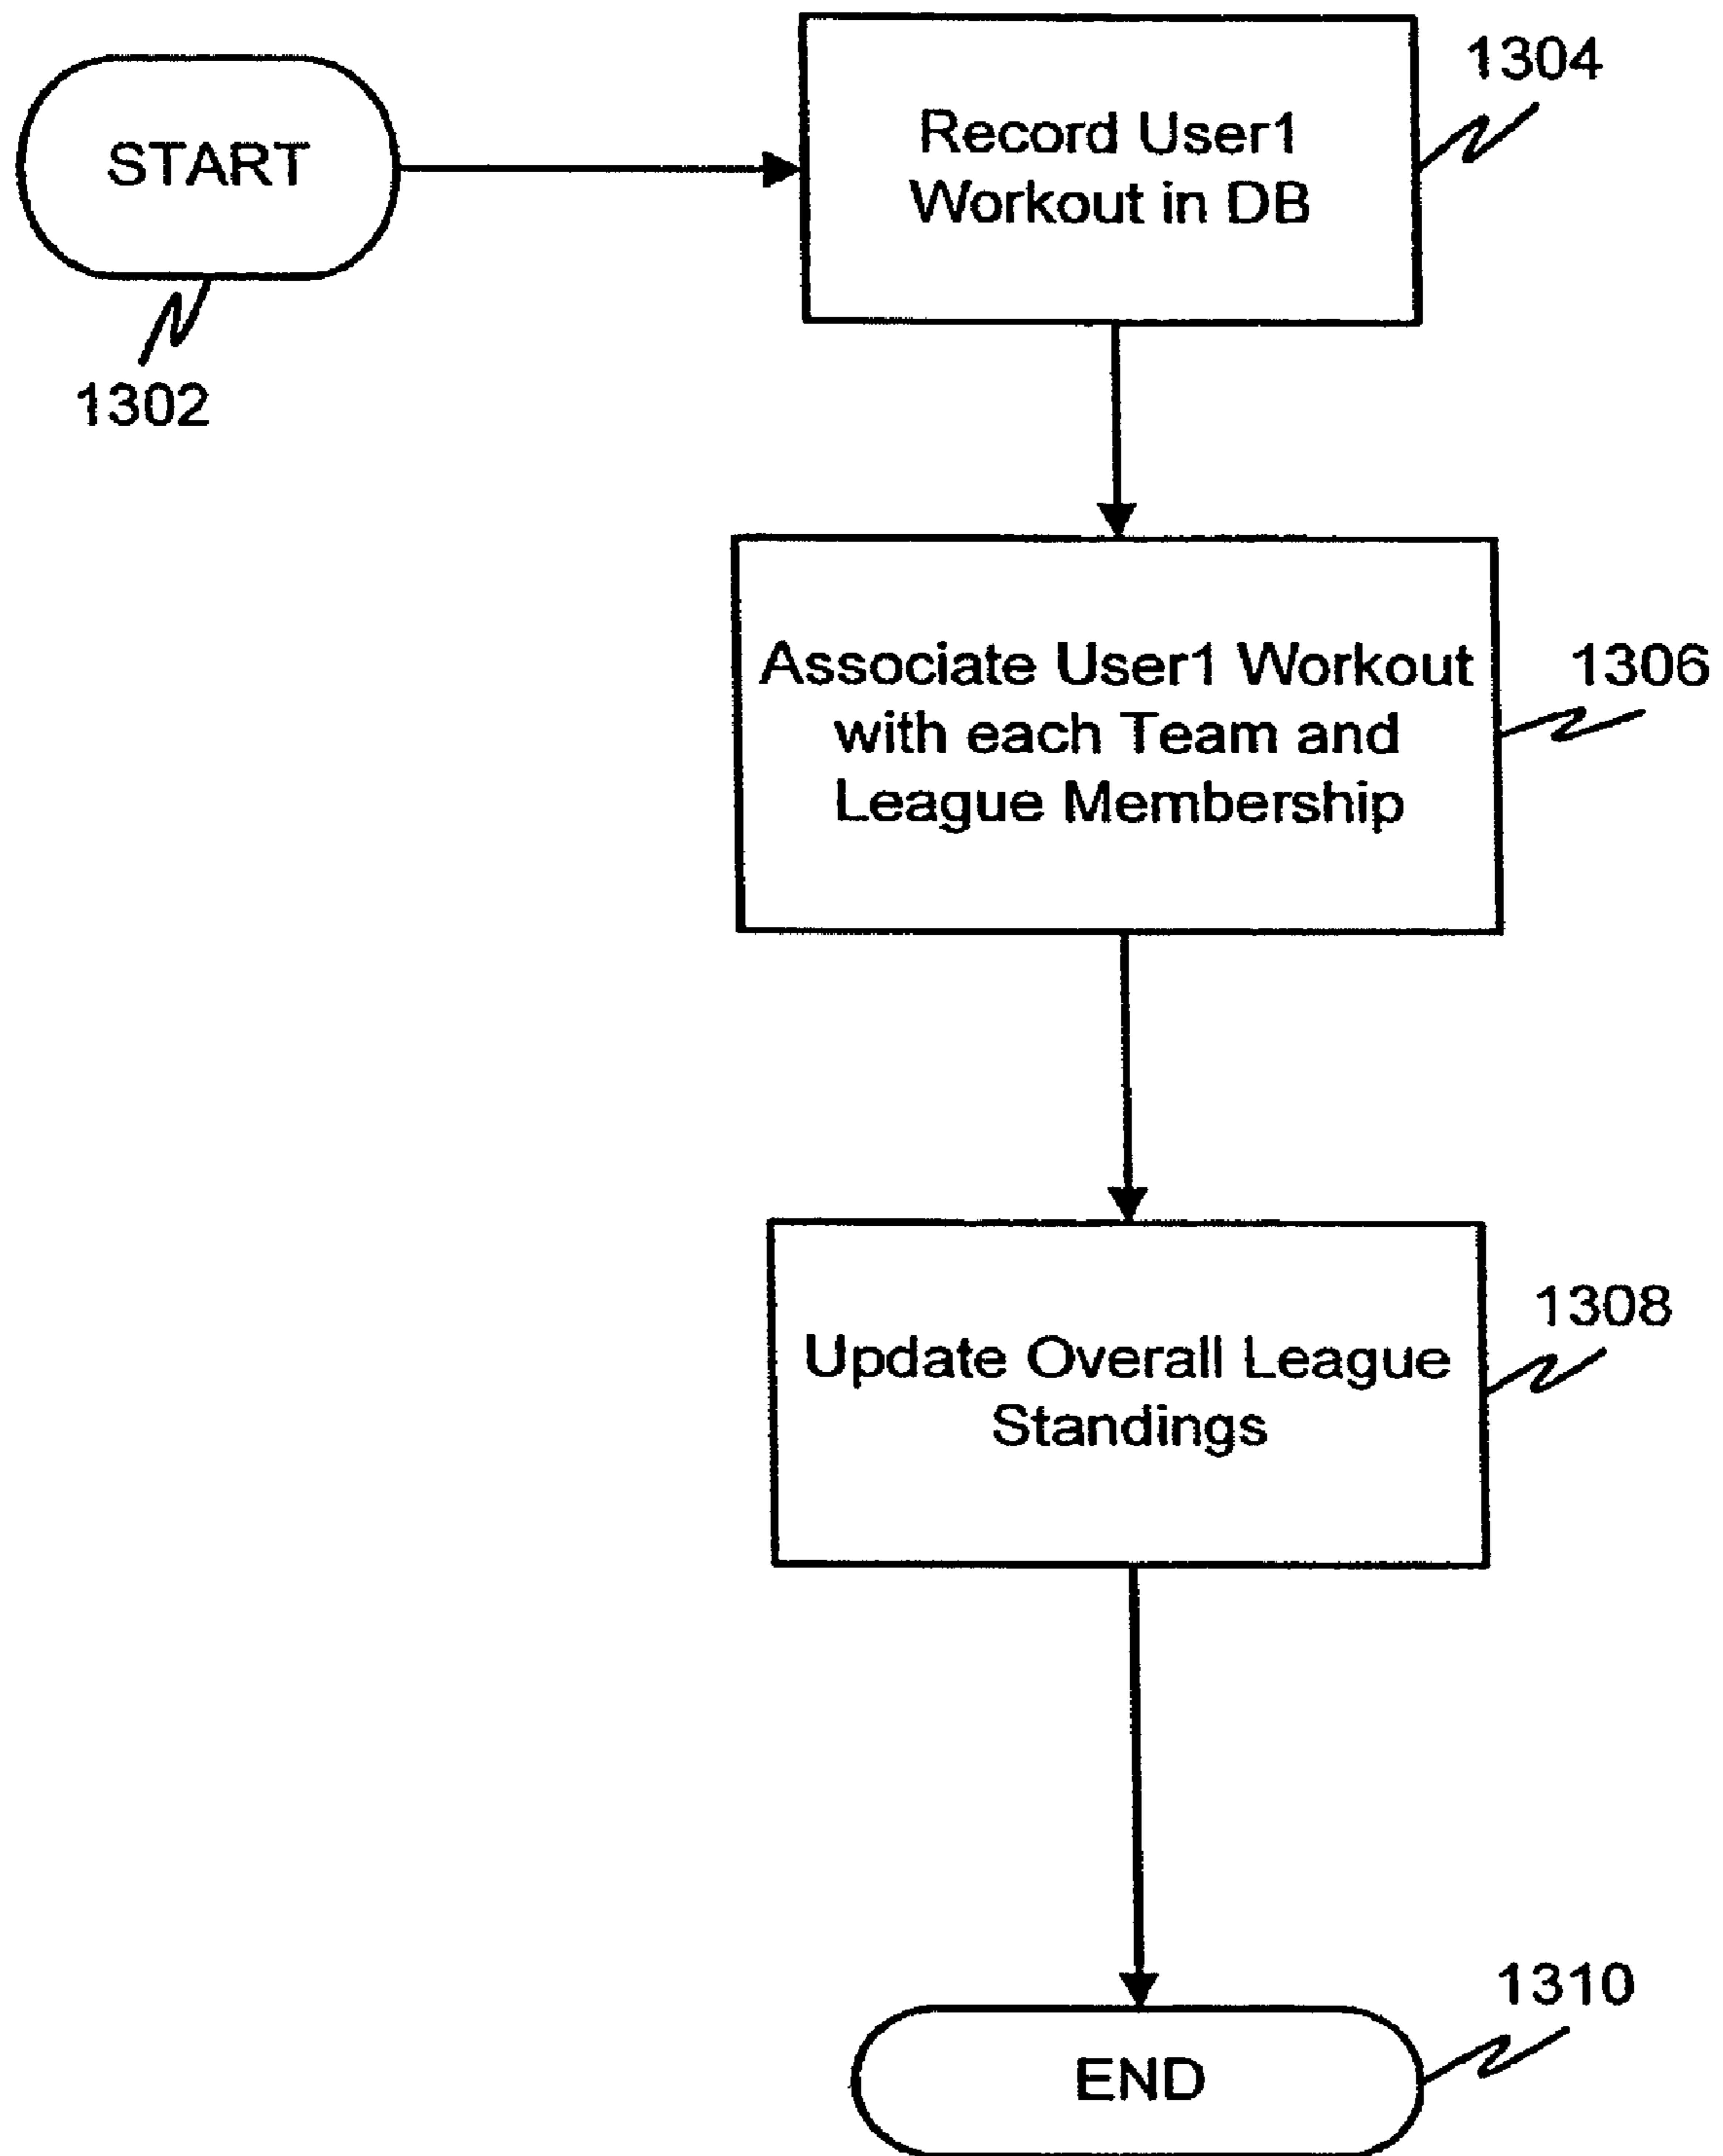 START
1302
Record User1
Workout in DB
1304
Associate User1 Workout
with each Team and
League Membership
1306
Update Overall League
Standings
1308
END
1310